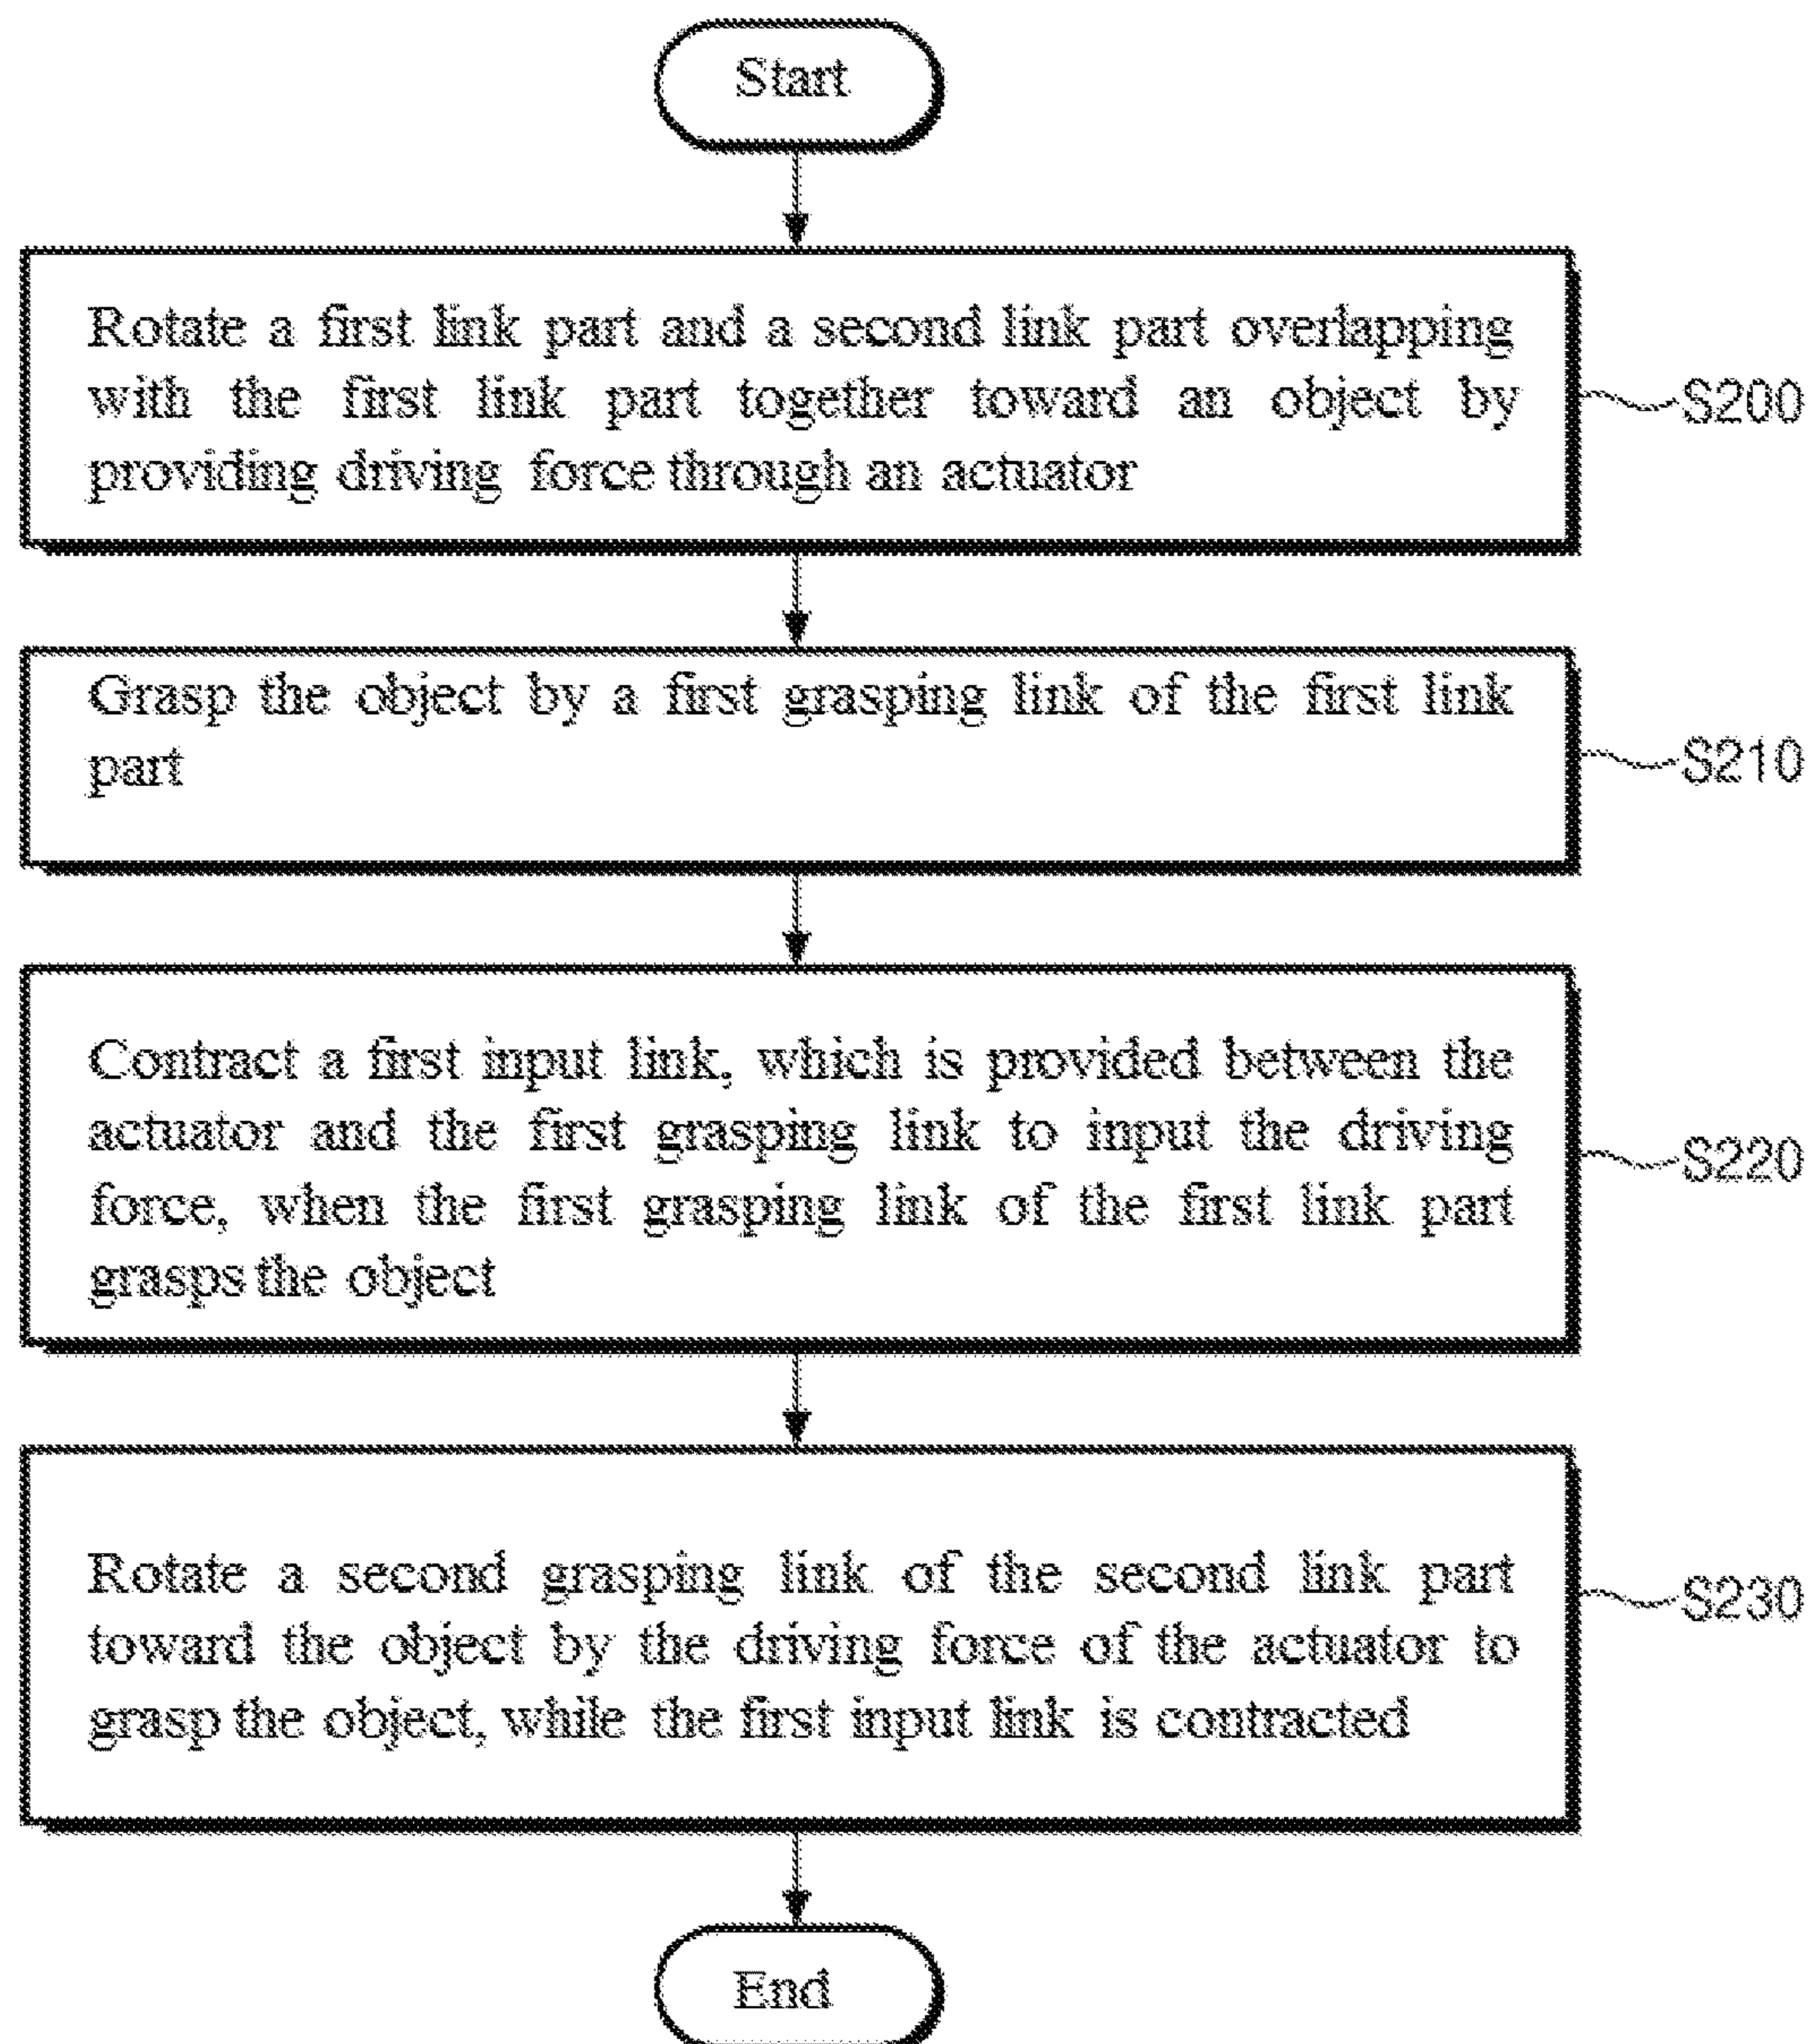 Start
Rotate a first link part and a second link part overlapping
with the first link part together toward an object by
providing driving force through an actuator
S200
Grasp the object by a first grasping link of the first link
part
S210
Contract a first input link, which is provided between the
actuator and the first grasping link to input the driving
force, when the first grasping link of the first link part
grasps the object
S220
Rotate a second grasping link of the second link part
toward the object by the driving force of the actuator to
grasp the object, while the first input link is contracted
S230
End